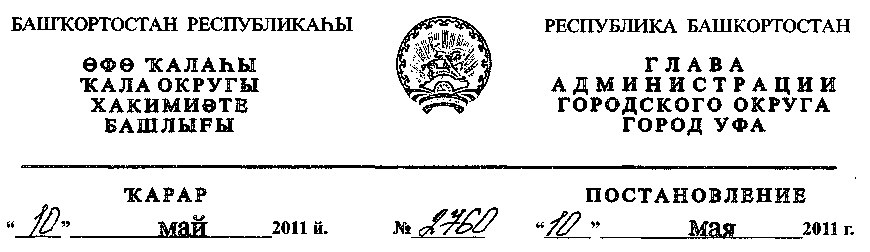 БАШҠОРТОСТАН РЕСПУБЛИКАҺЫ
ӨФӨ ҠАЛАҺЫ
ҠАЛА ОКРУГЫ
ХАКИМИӘТЕ
БАШЛЫҒЫ
РЕСПУБЛИКА БАШКОРТОСТАН
ГЛАВА
АДМИНИСТРАЦИИ
ГОРОДСКОГО ОКРУГА
ГОРОД УФА
ҠАРАР
ПОСТАНОВЛЕНИЕ
“10” май 2011 й. № 2760 “10” мая 2011 г.